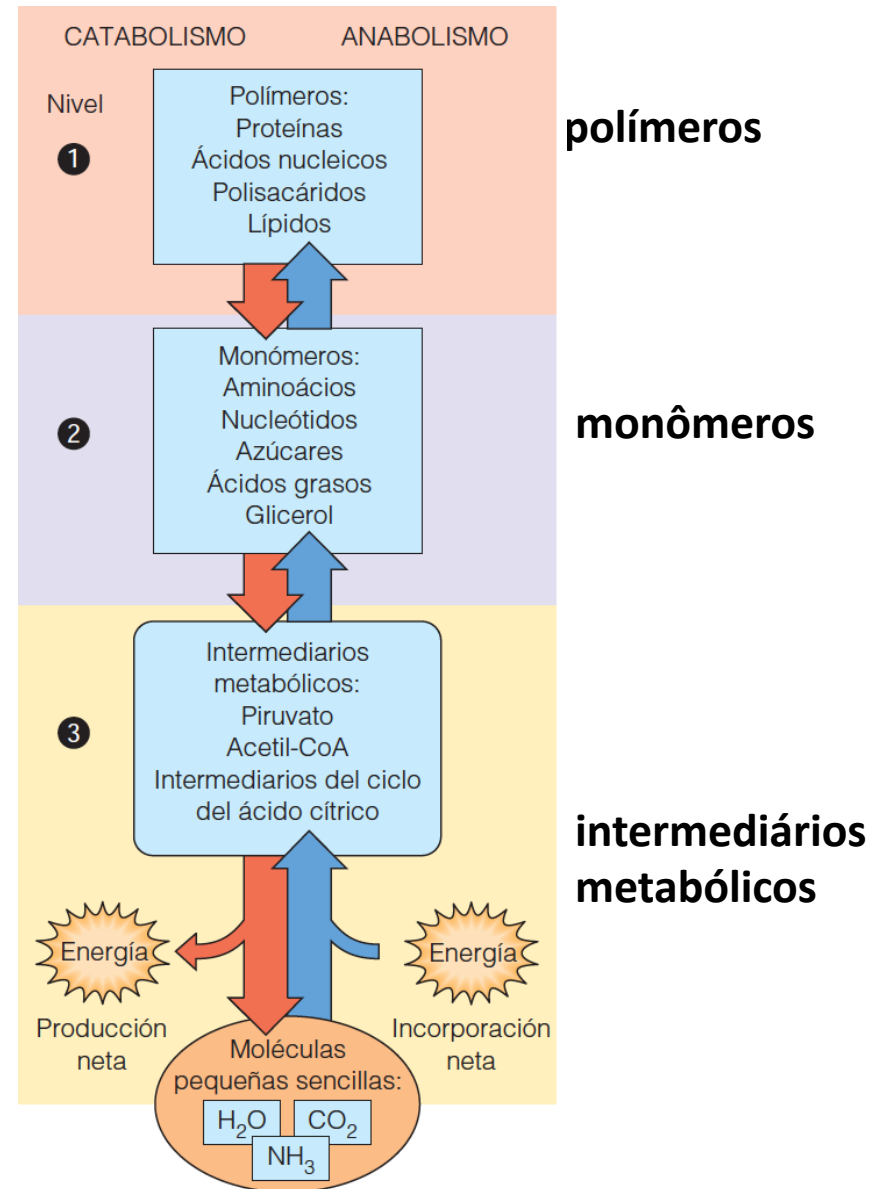 CATABOLISMO ANABOLISMO
Nivel
1
Polímeros:
Proteínas
Ácidos nucleicos
Polisacáridos
Lípidos
polímeros
2
Monómeros:
Aminoácios
Nucleótidos
Azúcares
Ácidos grasos
Glicerol
monômeros
3
Intermediarios
metabólicos:
Piruvato
Acetil-CoA
Intermediarios del ciclo
del ácido cítrico
intermediários
metabólicos
Energía
Producción
neta
Energía
Incorporación
neta
Moléculas
pequeñas sencillas:
H₂O CO₂
NH₃